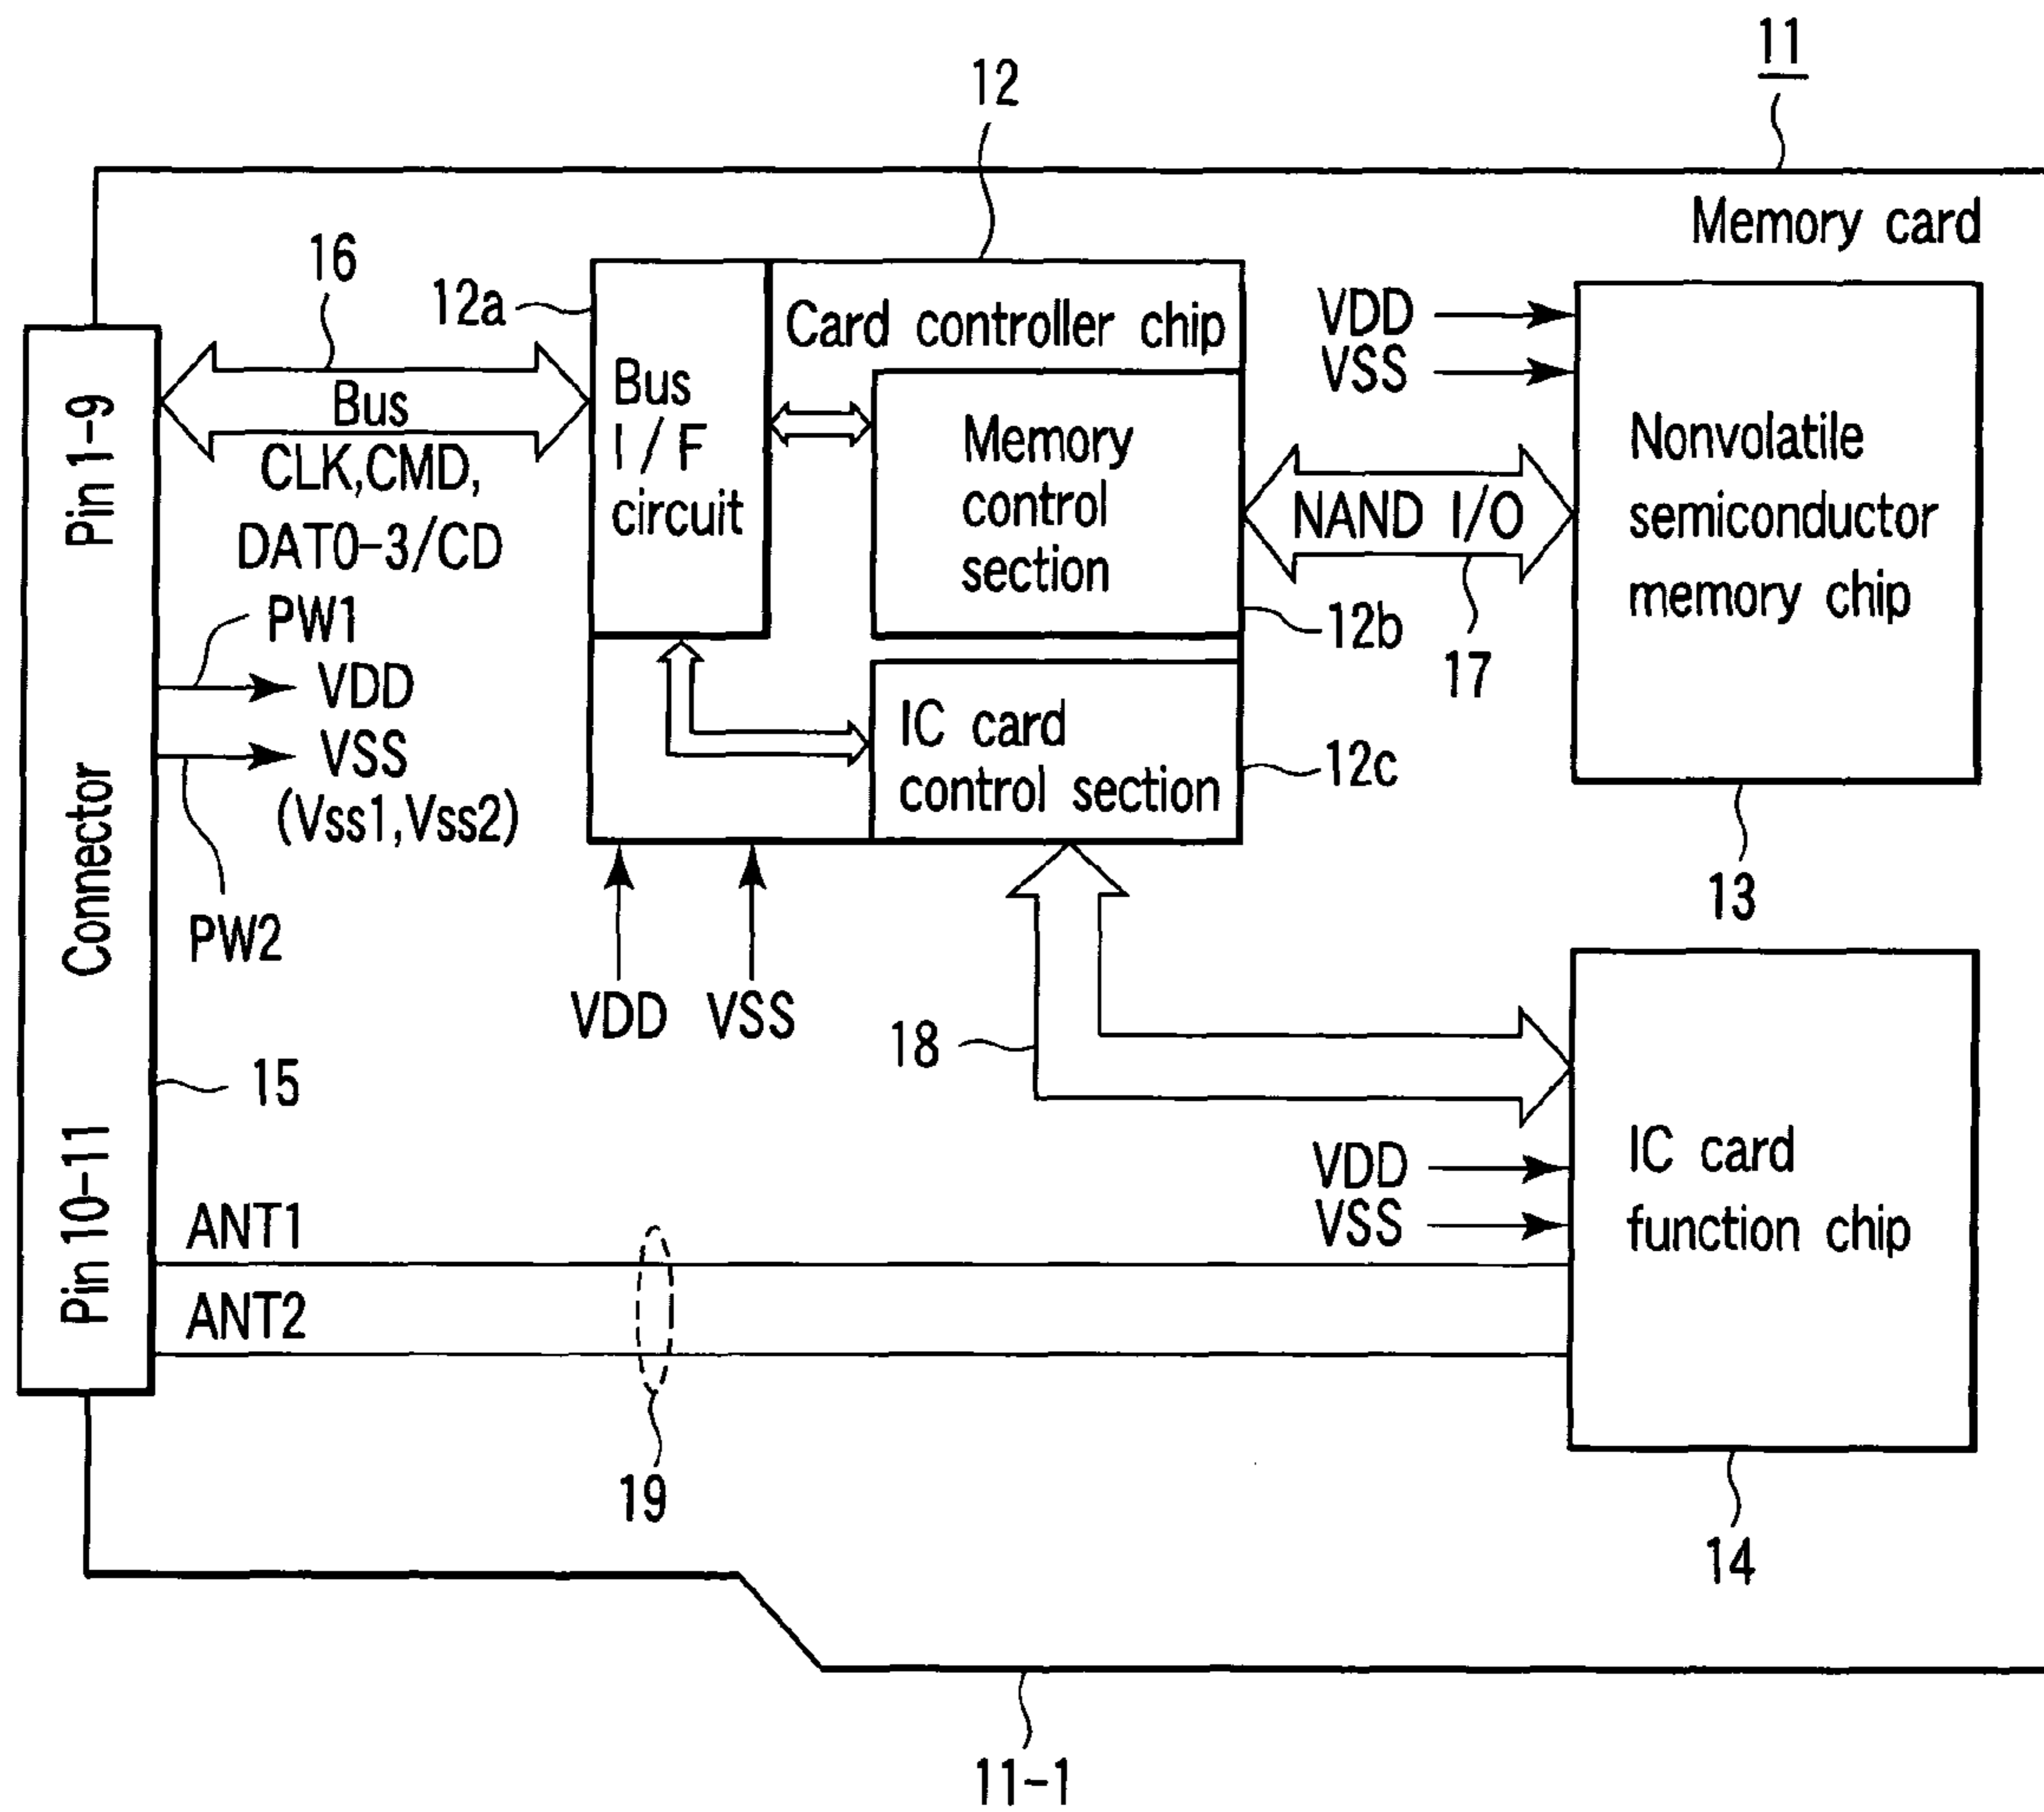 11
12
Memory card
16
12a
Card controller chip
VDD
VSS
Bus
CLK,CMD,
DAT0-3/CD
Bus
I/F
circuit
Memory
control
section
NAND I/O
Nonvolatile
semiconductor
memory chip
Pin 1-9
Connector
Pin 10-11
PW1
VDD
VSS
(Vss1,Vss2)
PW2
12b
17
IC card
control section
12c
13
VDD VSS
18
15
VDD
VSS
IC card
function chip
ANT1
ANT2
19
14
11-1